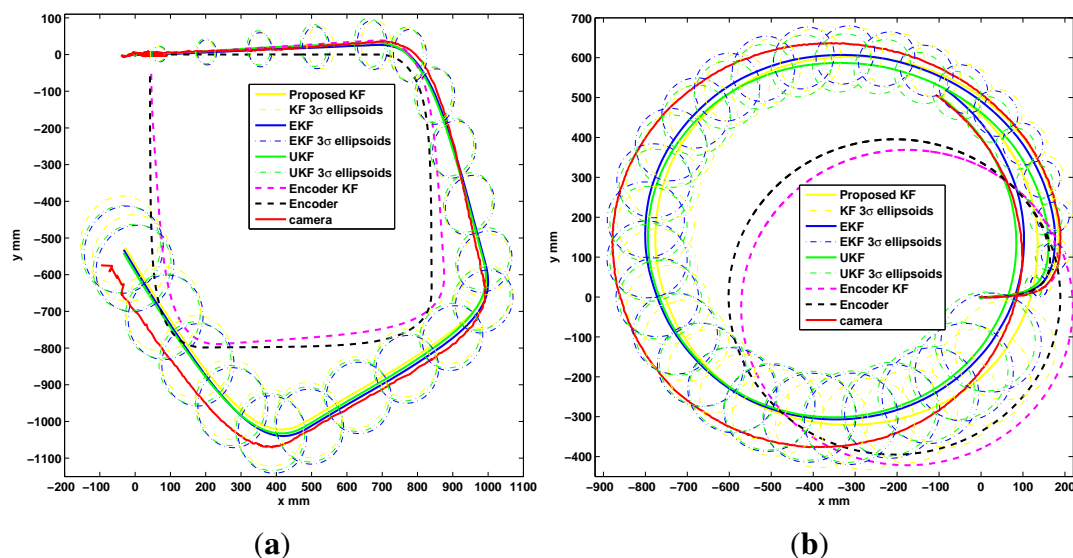 100
0
−100
−200
−300
−400
−500
−600
−700
−800
−900
−1000
−1100
y mm
Proposed KF
KF 3σ ellipsoids
EKF
EKF 3σ ellipsoids
UKF
UKF 3σ ellipsoids
Encoder KF
Encoder
camera
−200 −100 0 100 200 300 400 500 600 700 800 900 1000 1100
x mm
(a)
700
600
500
400
300
200
100
0
−100
−200
−300
−400
y mm
Proposed KF
KF 3σ ellipsoids
EKF
EKF 3σ ellipsoids
UKF
UKF 3σ ellipsoids
Encoder KF
Encoder
camera
−900 −800 −700 −600 −500 −400 −300 −200 −100 0 100 200
x mm
(b)